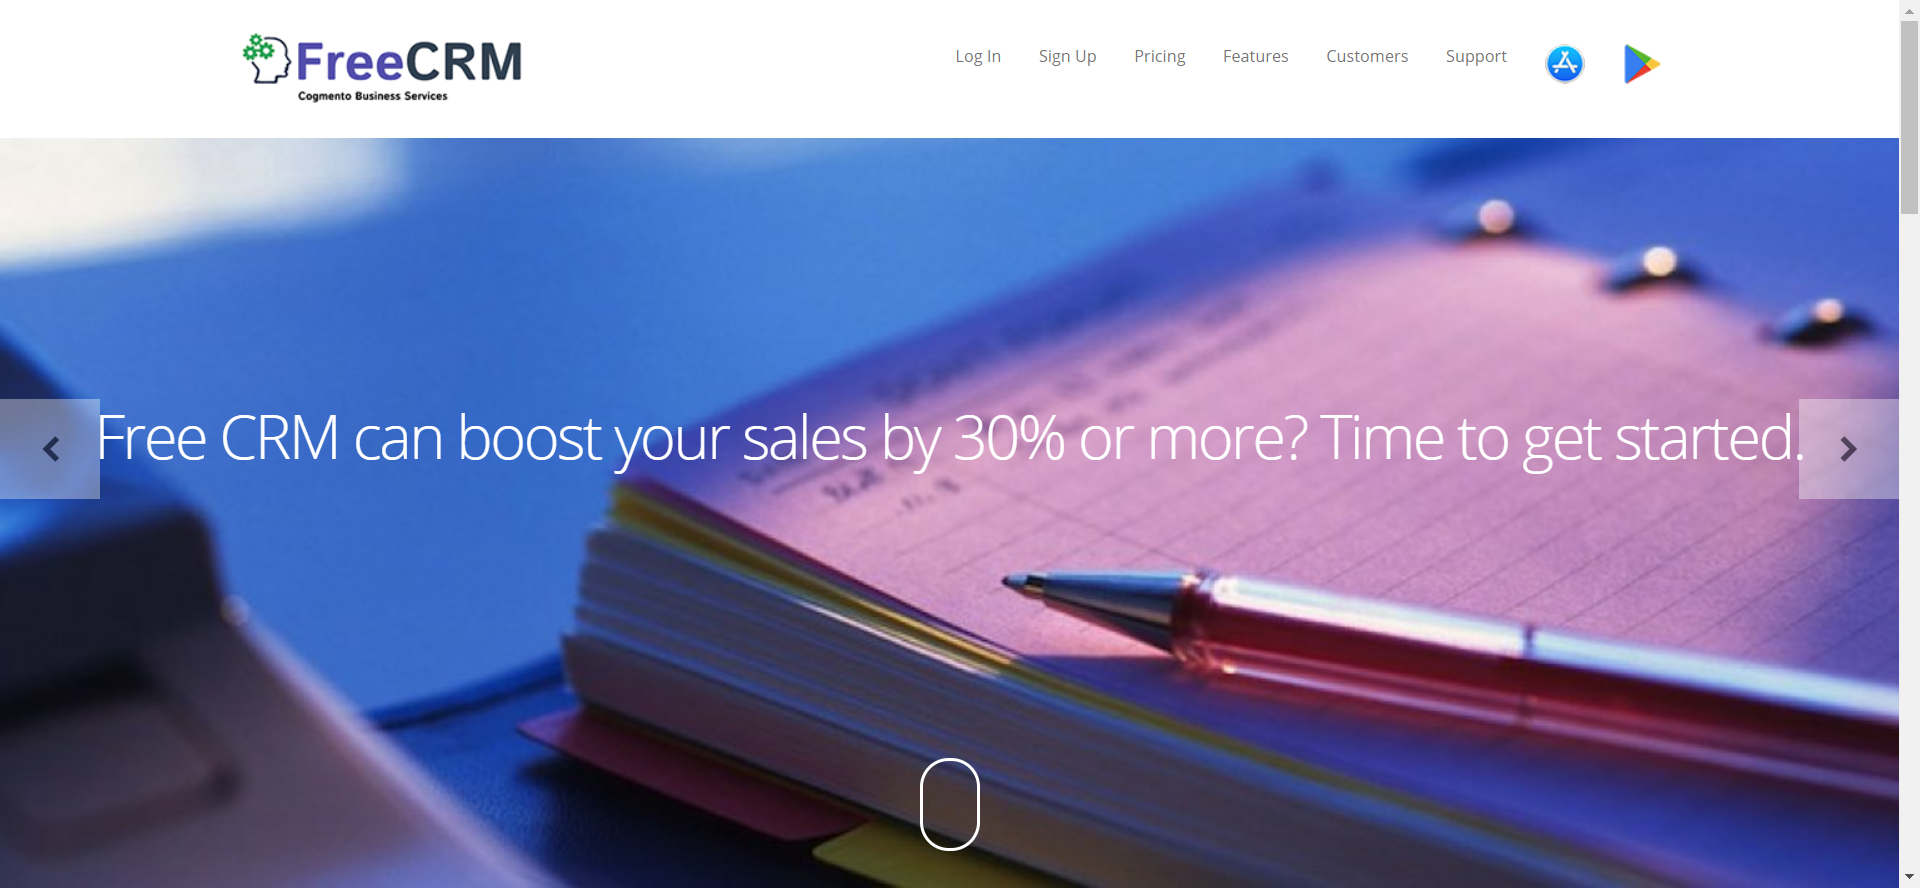 FreeCRM
Cogmento Business Services
Log In
Sign Up
Pricing
Features
Customers
Support
Free CRM can boost your sales by 30% or more? Time to get started.